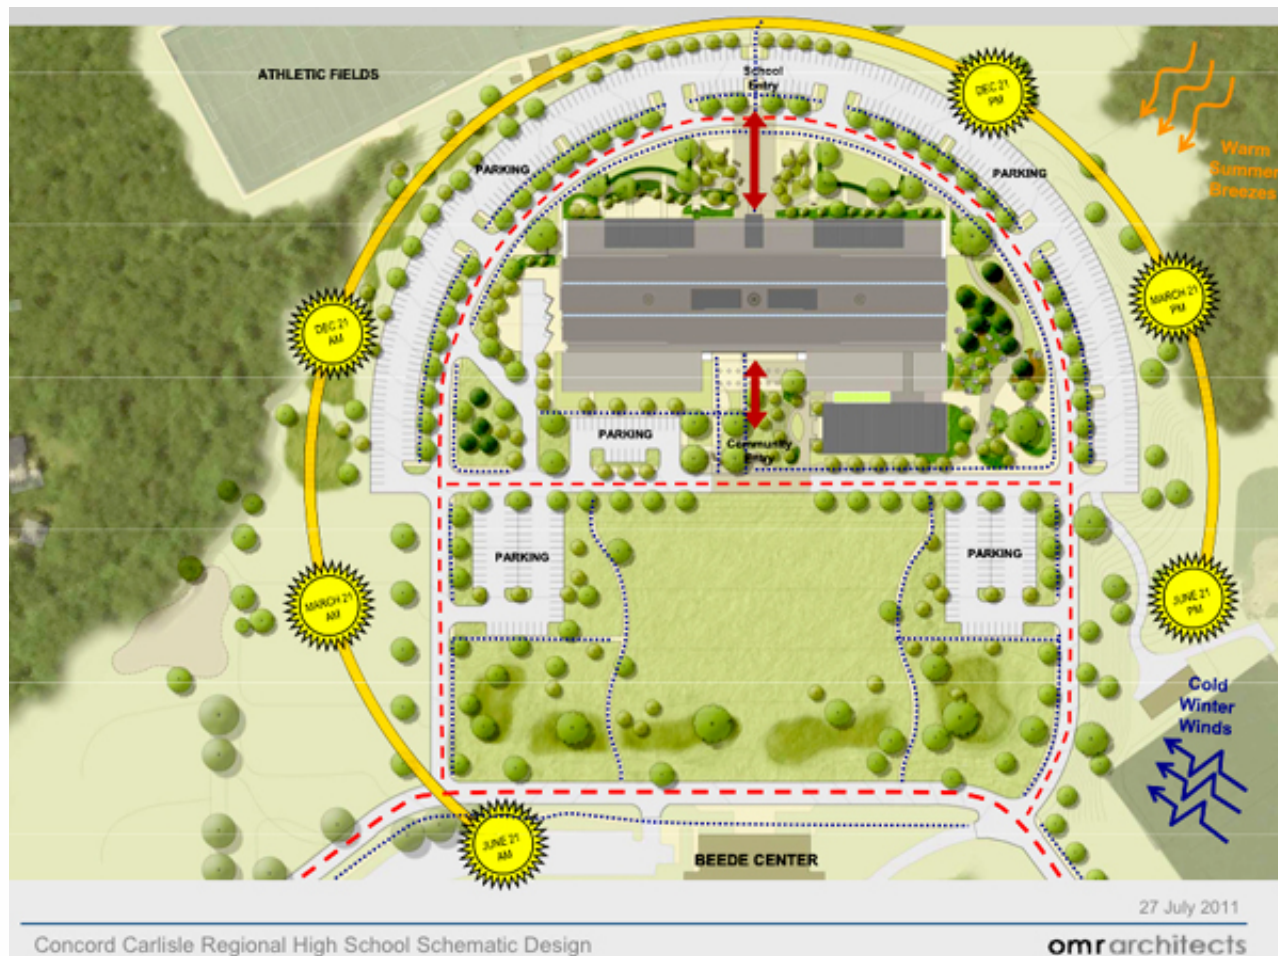 ATHLETIC FIELDS
School
Entry
DEC 21
PM
Warm
Summer
Breezes
PARKING
PARKING
MARCH 21
PM
DEC 21
AM
PARKING
Community
Entry
PARKING
PARKING
MARCH 21
AM
JUNE 21
PM
Cold
Winter
Winds
JUNE 21
AM
BEEDE CENTER
27 July 2011
Concord Carlisle Regional High School Schematic Design
omrarchitects